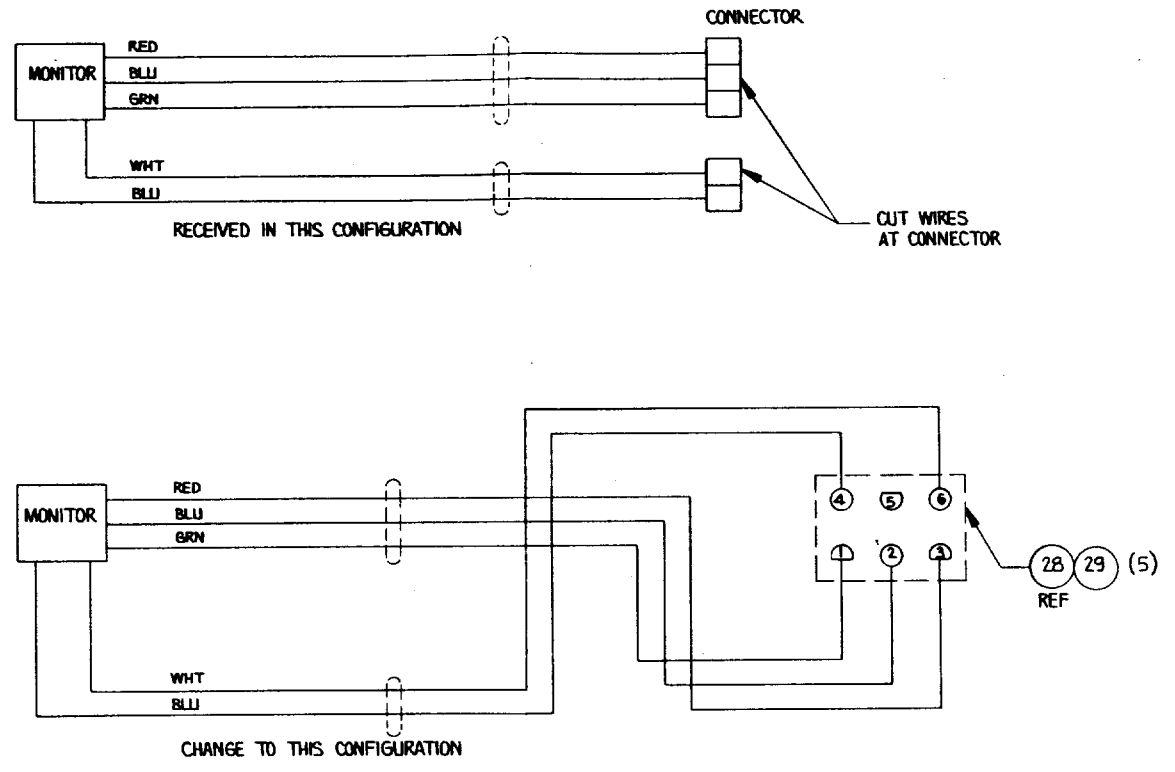 CONNECTOR
RED
MONITOR
BLU
GRN
WHT
BLU
RECEIVED IN THIS CONFIGURATION
CUT WIRES
AT CONNECTOR
RED
BLU
MONITOR
GRN
4 5 6
1 2 3
28 29 (5)
REF
WHT
BLU
CHANGE TO THIS CONFIGURATION